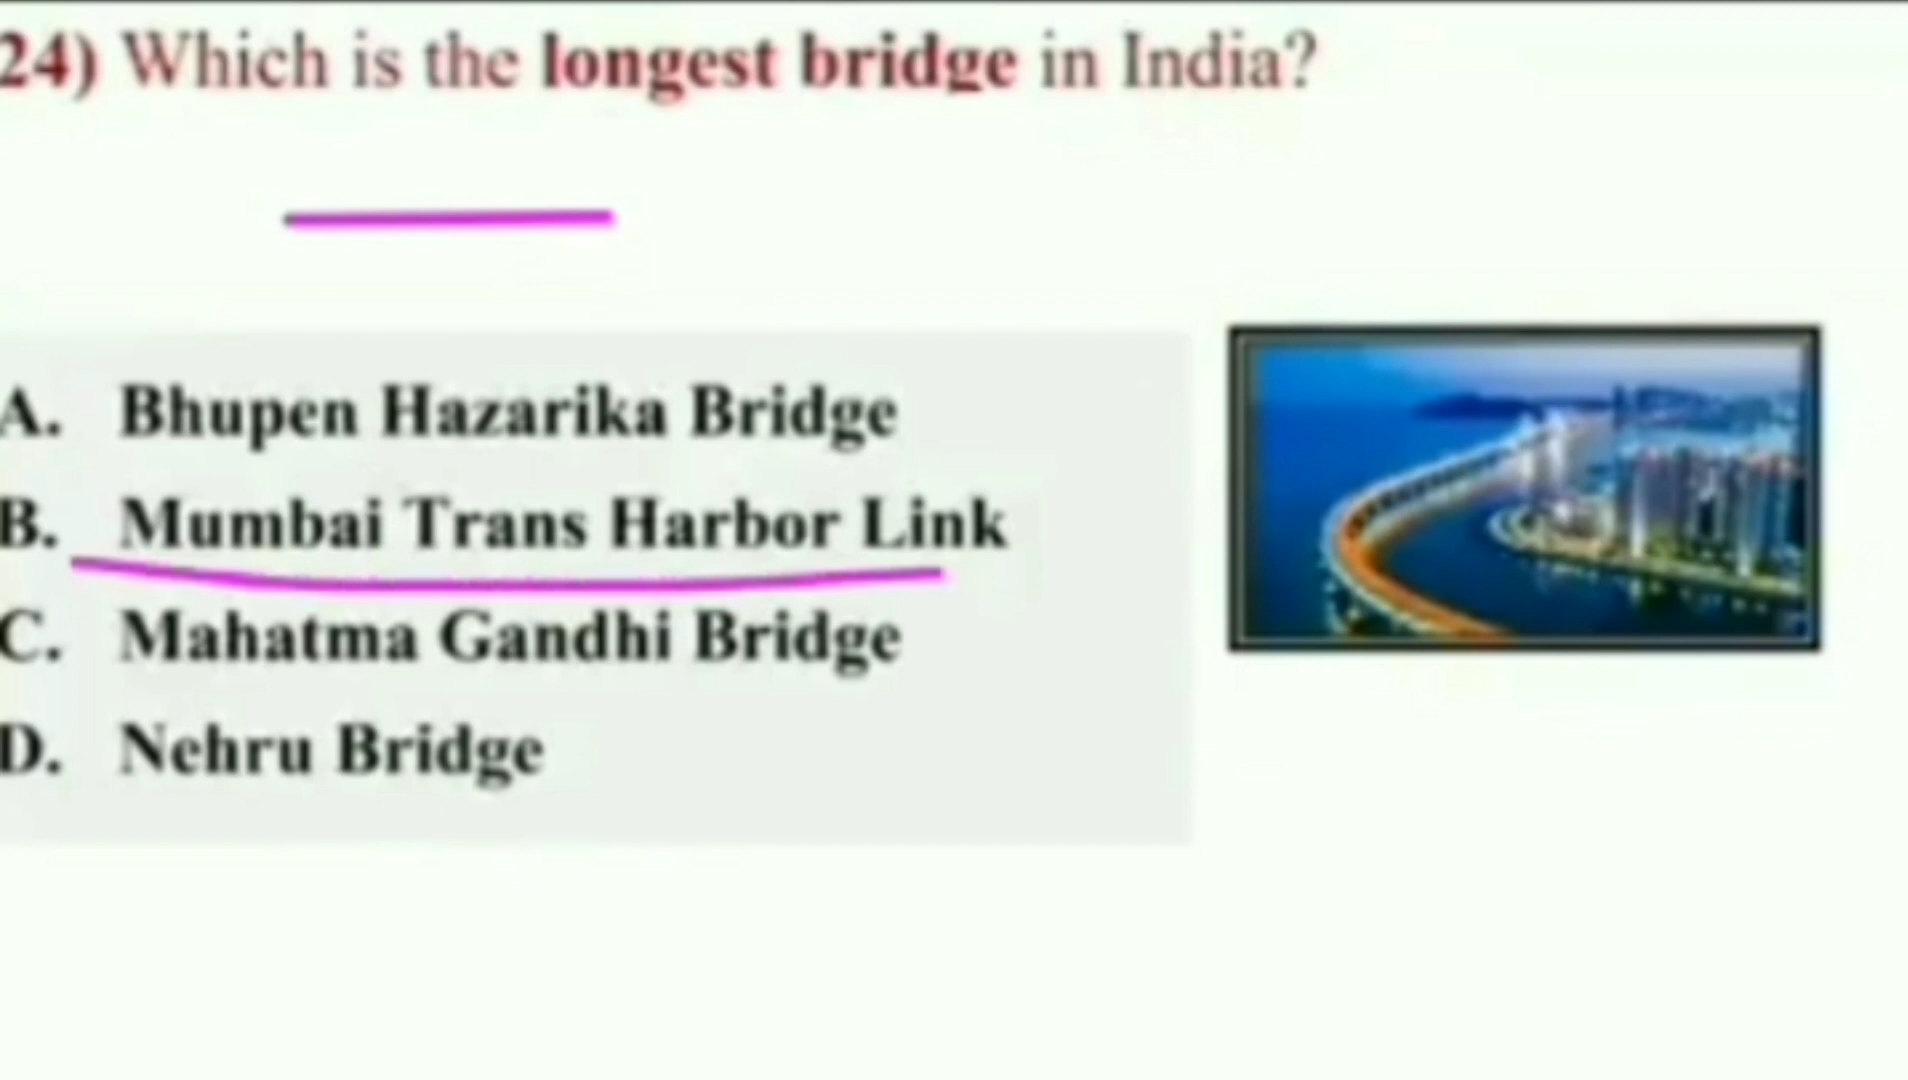 24) Which is the longest bridge in India?
A. Bhupen Hazarika Bridge
B. Mumbai Trans Harbor Link
C. Mahatma Gandhi Bridge
D. Nehru Bridge